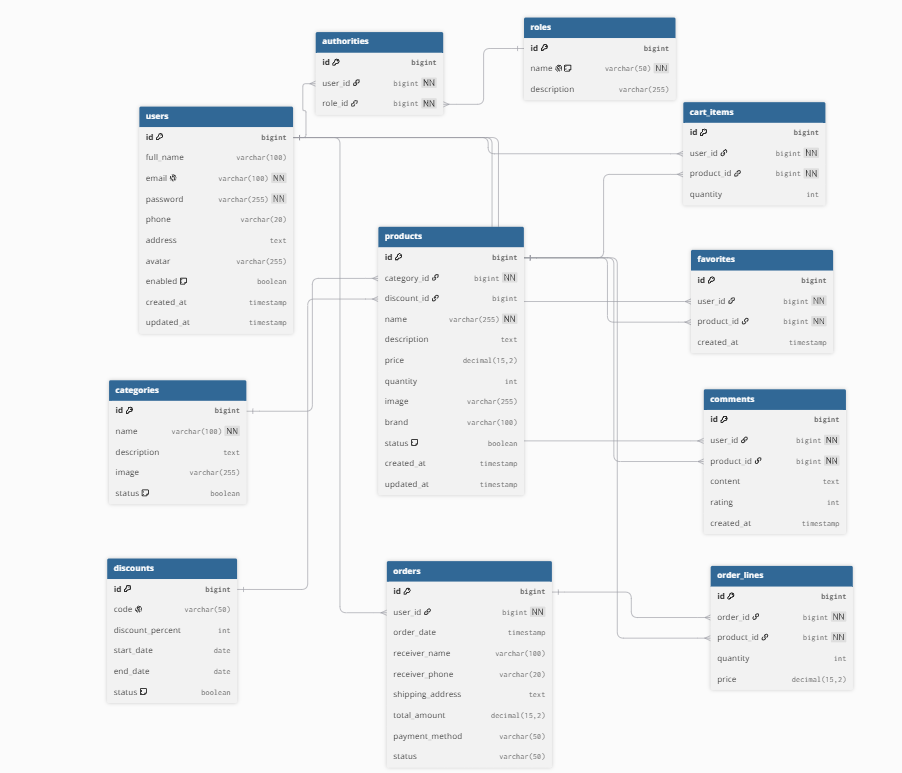 authorities
id bigint
user_id bigint NN
role_id bigint NN
roles
id bigint
name varchar(50) NN
description varchar(255)
users
id bigint
full_name varchar(100)
email varchar(100) NN
password varchar(255) NN
phone varchar(20)
address text
avatar varchar(255)
enabled boolean
created_at timestamp
updated_at timestamp
cart_items
id bigint
user_id bigint NN
product_id bigint NN
quantity int
products
id bigint
category_id bigint NN
discount_id bigint
name varchar(255) NN
description text
price decimal(15,2)
quantity int
image varchar(255)
brand varchar(100)
status boolean
created_at timestamp
updated_at timestamp
favorites
id bigint
user_id bigint NN
product_id bigint NN
created_at timestamp
categories
id bigint
name varchar(100) NN
description text
image varchar(255)
status boolean
comments
id bigint
user_id bigint NN
product_id bigint NN
content text
rating int
created_at timestamp
discounts
id bigint
code varchar(50)
discount_percent int
start_date date
end_date date
status boolean
orders
id bigint
user_id bigint NN
order_date timestamp
receiver_name varchar(100)
receiver_phone varchar(20)
shipping_address text
total_amount decimal(15,2)
payment_method varchar(50)
status varchar(50)
order_lines
id bigint
order_id bigint NN
product_id bigint NN
quantity int
price decimal(15,2)